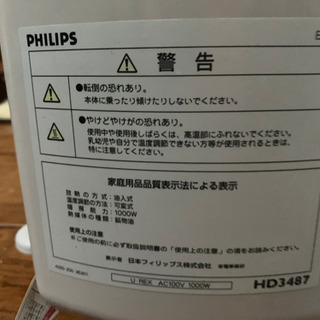 PHILIPS
警告
●転倒の恐れあり。
本体に乗ったり傾けたりしないでください。
●やけどやけがの恐れあり。
使用中や使用後しばらくは、高温部にふれないでください。
乳幼児や自分で温度調節できない方等が使用されるときは、
特に注意してください。
家庭用品品質表示法による表示
放熱の方式:油入式
温度調節の方法:可変式
暖房能力:1000W
熱媒体の種類:鉱物油
使用上の注意
※ご使用の前に必ず取扱説明書の「使用上の注意」の項をお読みください。
表示者 日本フィリップス株式会社 家電事業部
U REX AC100V 1000W
HD3487